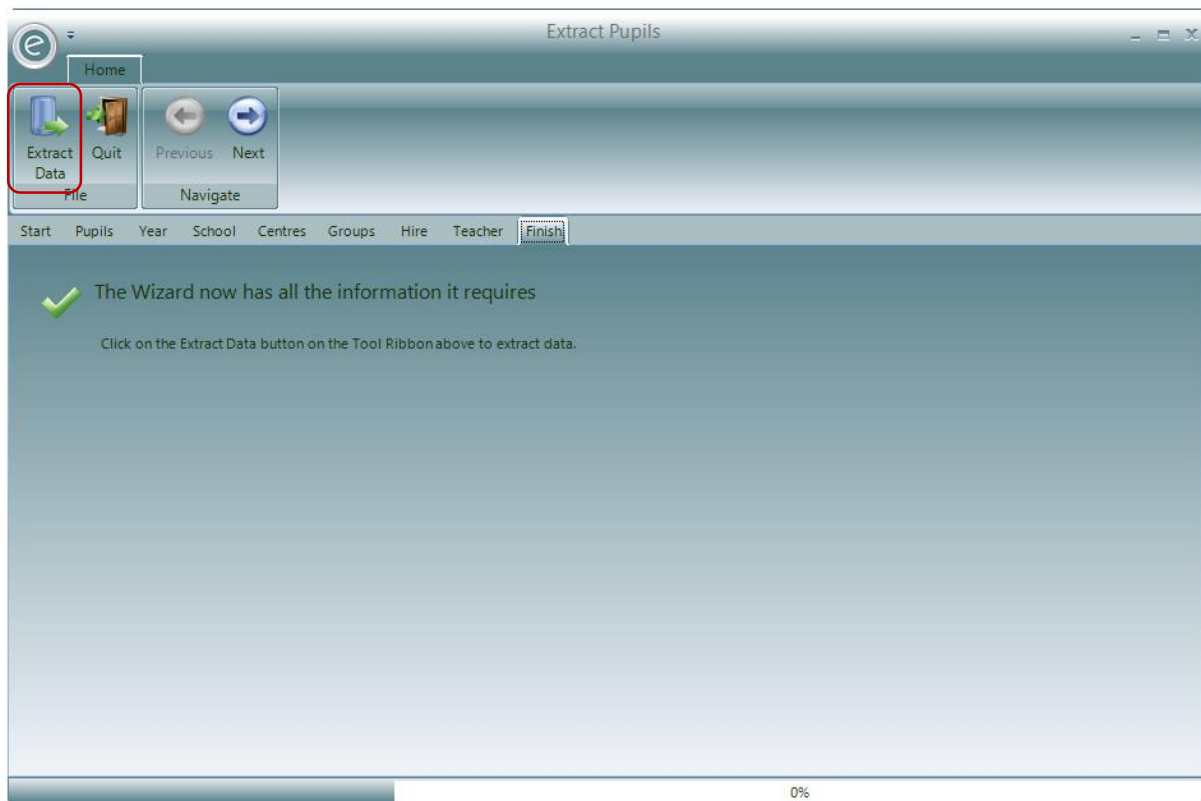 Extract Pupils
e
Home
Extract Data
Quit
Previous
Next
File
Navigate
Start Pupils Year School Centres Groups Hire Teacher Finish
The Wizard now has all the information it requires
Click on the Extract Data button on the Tool Ribbon above to extract data.
0%